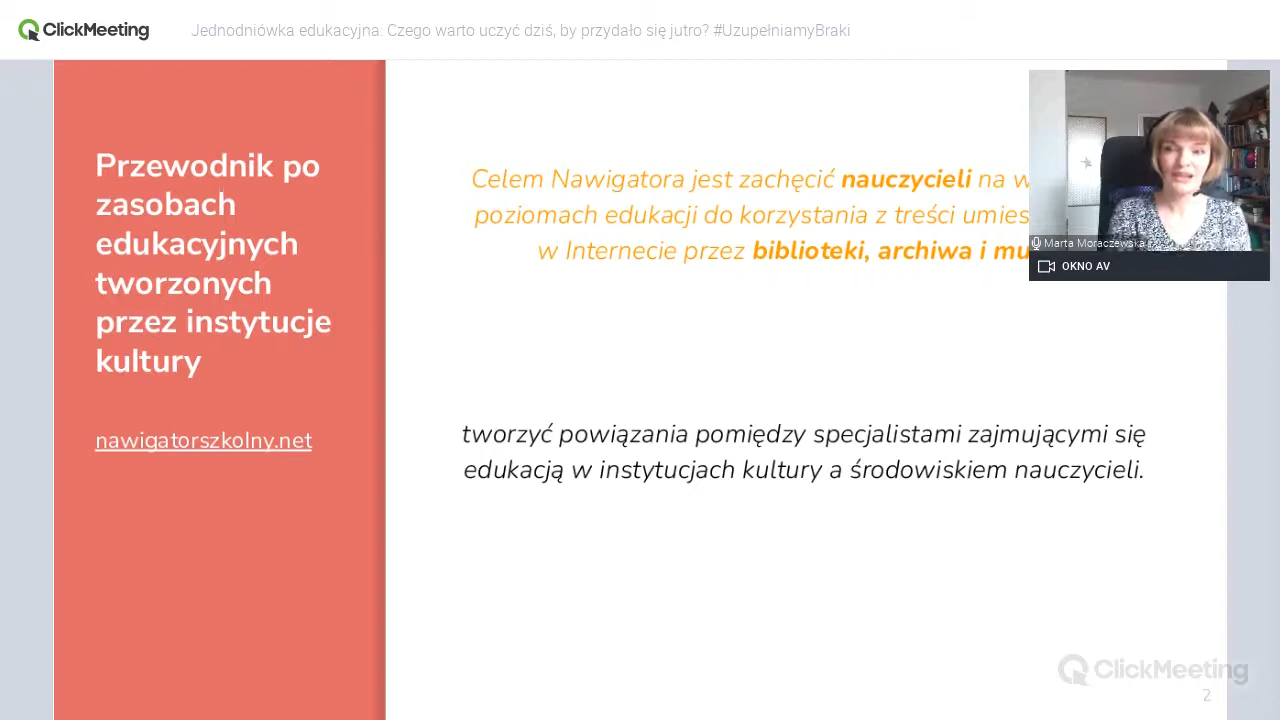 ClickMeeting
Jednodniówka edukacyjna: Czego warto uczyć dziś, by przydało się jutro? #UzupełniamyBraki
Przewodnik po
zasobach
edukacyjnych
tworzonych
przez instytucje
kultury
nawigatorszkolny.net
Celem Nawigatora jest zachęcić nauczycieli na w
poziomach edukacji do korzystania z treści umies
w Internecie przez biblioteki, archiwa i mu
Marta Moraczewska
OKNO AV
tworzyć powiązania pomiędzy specjalistami zajmującymi się
edukacją w instytucjach kultury a środowiskiem nauczycieli.
ClickMeeting
2